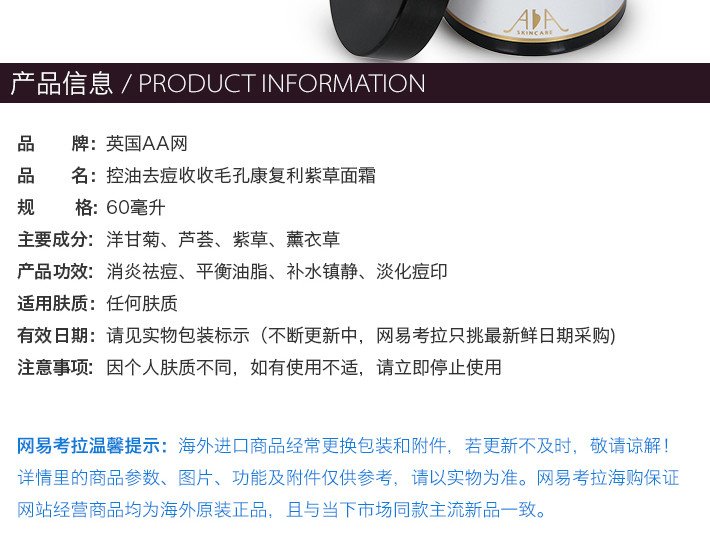 AA
SKINCARE
产品信息 / PRODUCT INFORMATION
品 牌：英国AA网
品 名：控油去痘收收毛孔康复利紫草面霜
规 格：60毫升
主要成分：洋甘菊、芦荟、紫草、薰衣草
产品功效：消炎祛痘、平衡油脂、补水镇静、淡化痘印
适用肤质：任何肤质
有效日期：请见实物包装标示（不断更新中，网易考拉只挑最新鲜日期采购)
注意事项：因个人肤质不同，如有使用不适，请立即停止使用
网易考拉温馨提示：海外进口商品经常更换包装和附件，若更新不及时，敬请谅解！
详情里的商品参数、图片、功能及附件仅供参考，请以实物为准。网易考拉海购保证
网站经营商品均为海外原装正品，且与当下市场同款主流新品一致。